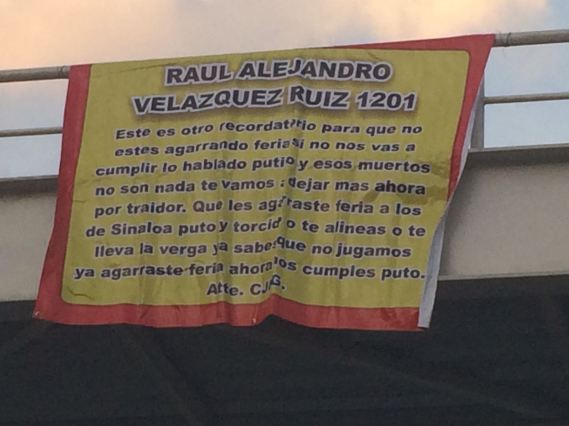 RAUL ALEJANDRO
VELAZQUEZ RUIZ 1201
Este es otro recordatorio para que no
estes agarrando feria si no nos vas a
cumplir lo hablado putio y esos muertos
no son nada te vamos a dejar mas ahora
por traidor. Que les agarraste feria a los
de Sinaloa puto y torcido o te alineas o te
lleva la verga ya sabes que no jugamos
ya agarraste feria ahora los cumples puto.
Atte. CJNG.